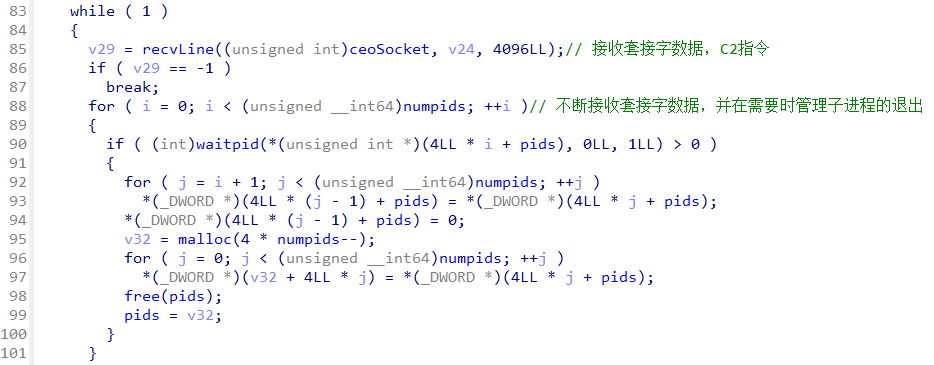 83 while ( 1 )
84 {
85 v29 = recvLine((unsigned int)ceoSocket, v24, 4096LL);// 接收套接字数据，C2指令
86 if ( v29 == -1 )
87 break;
88 for ( i = 0; i < (unsigned __int64)numpids; ++i )// 不断接收套接字数据，并在需要时管理子进程的退出
89 {
90 if ( (int)waitpid(*(unsigned int *)(4LL * i + pids), 0LL, 1LL) > 0 )
91 {
92 for ( j = i + 1; j < (unsigned __int64)numpids; ++j )
93 *(_DWORD *)(4LL * (j - 1) + pids) = *(_DWORD *)(4LL * j + pids);
94 *(_DWORD *)(4LL * (j - 1) + pids) = 0;
95 v32 = malloc(4 * numpids--);
96 for ( j = 0; j < (unsigned __int64)numpids; ++j )
97 *(_DWORD *)(v32 + 4LL * j) = *(_DWORD *)(4LL * j + pids);
98 free(pids);
99 pids = v32;
100 }
101 }